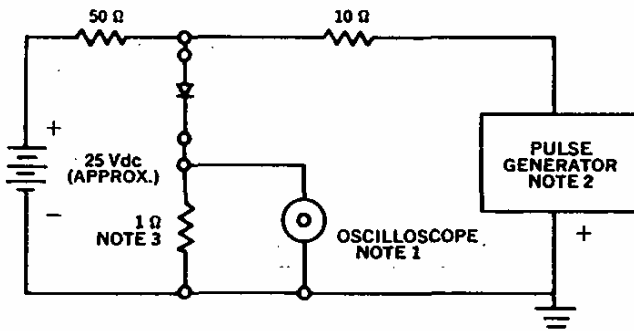 50 Ω
10 Ω
+
25 Vdc
(APPROX.)
−
1 Ω
NOTE 3
OSCILLOSCOPE
NOTE 1
PULSE
GENERATOR
NOTE 2
+